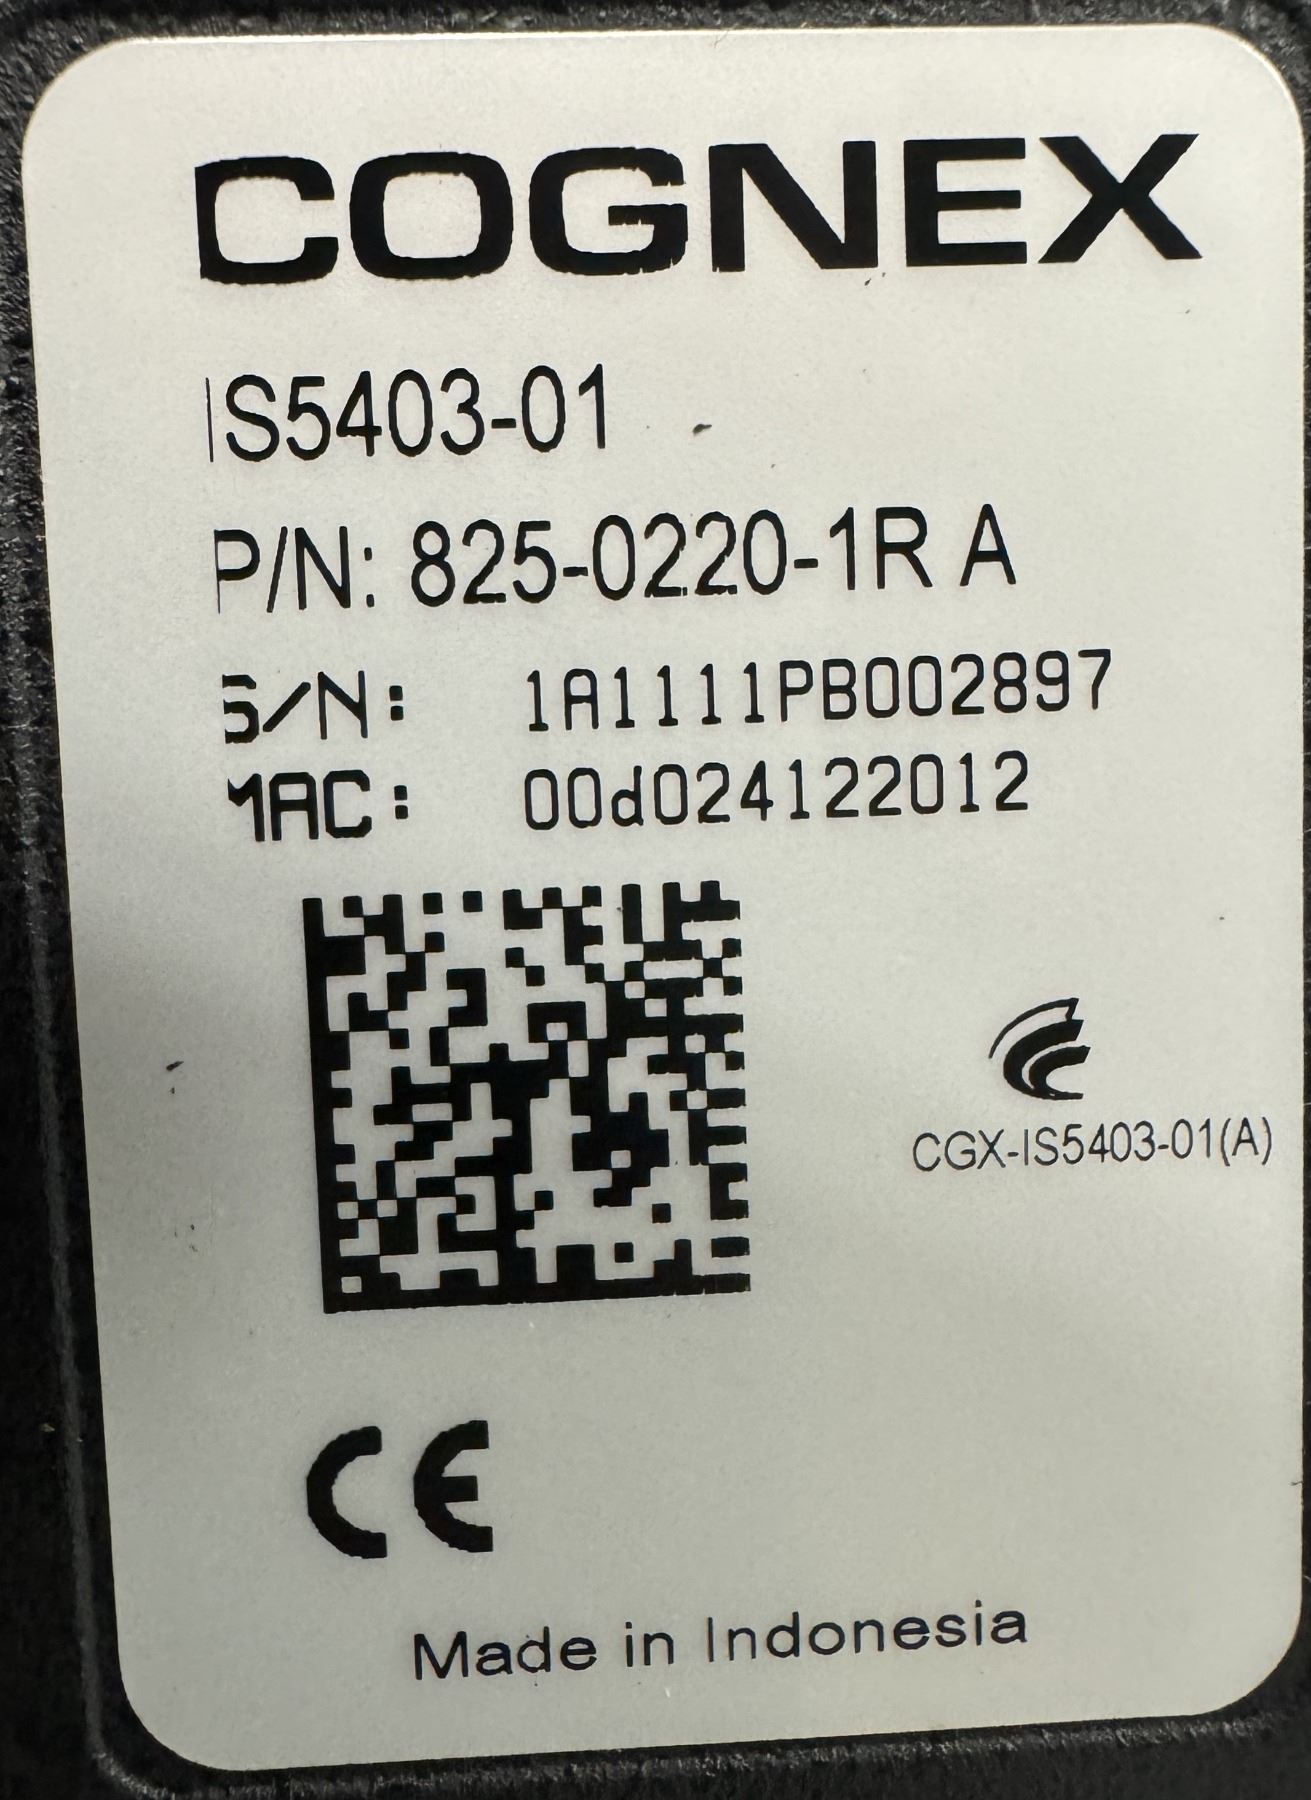 COGNEX
IS5403-01
P/N: 825-0220-1R A
S/N: 1A1111PB002897
MAC: 00d024122012
CGX-IS5403-01(A)
CE
Made in Indonesia